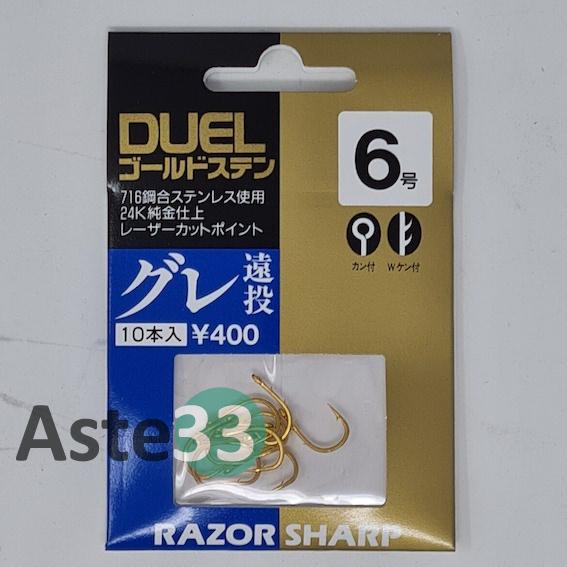 DUEL
ゴールドステン
716鋼合ステンレス使用
24K純金仕上
レーザーカットポイント
6号
カン付
Wケン付
グレ 遠投
10本入 ¥400
Aste33
RAZOR SHARP